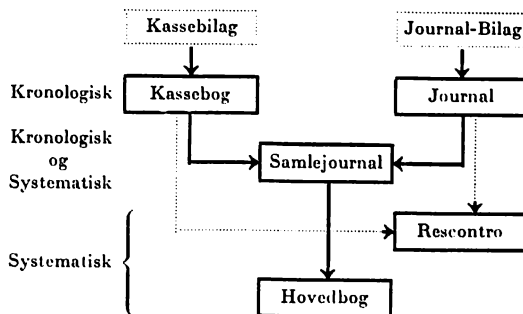 Kassebilag
Journal-Bilag
Kronologisk
Kassebog
Journal
Kronologisk
og
Systematisk
Samlejournal
Rescontro
Systematisk
Hovedbog